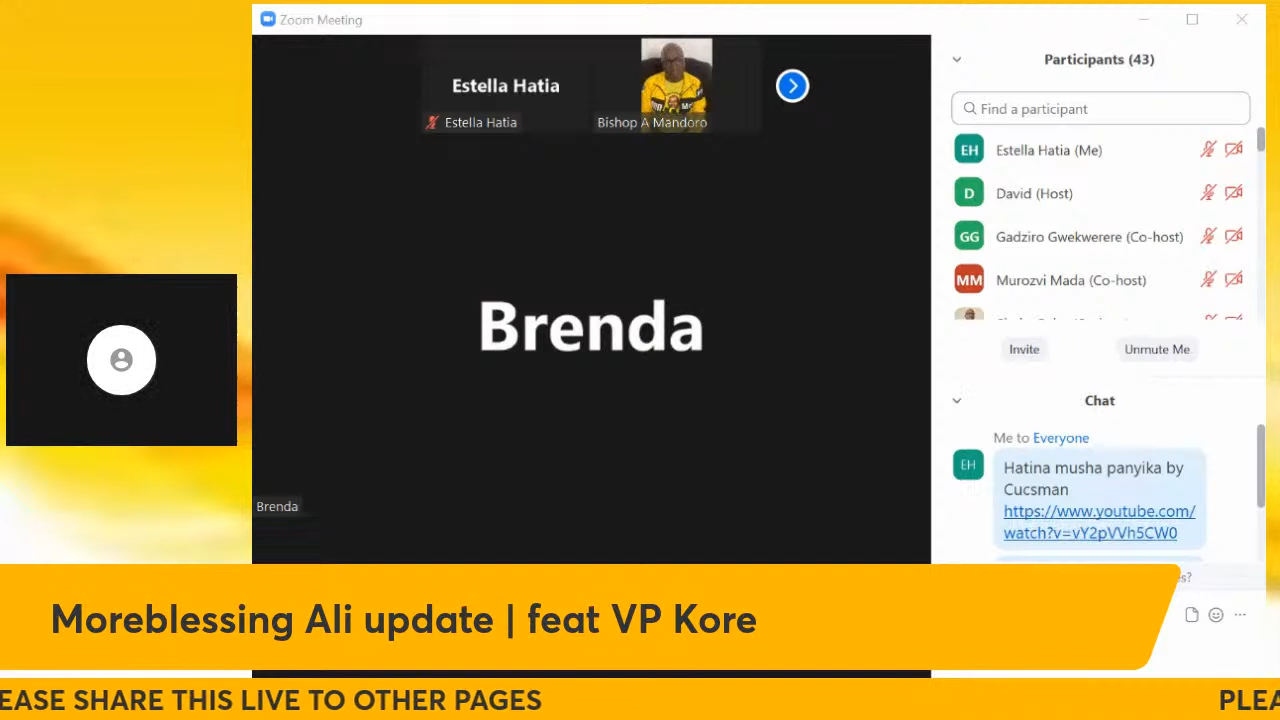 Zoom Meeting
Estella Hatia
Estella Hatia
Bishop A Mandoro
Brenda
Brenda
Participants (43)
Find a participant
EH
Estella Hatia (Me)
D
David (Host)
GG
Gadziro Gwekwerere (Co-host)
MM
Murozvi Mada (Co-host)
Invite
Unmute Me
Chat
Me to Everyone
EH
Hatina musha panyika by
Cucsman
https://www.youtube.com/
watch?v=vY2pVVh5CW0
es?
Moreblessing Ali update | feat VP Kore
EASE SHARE THIS LIVE TO OTHER PAGES
PLEA